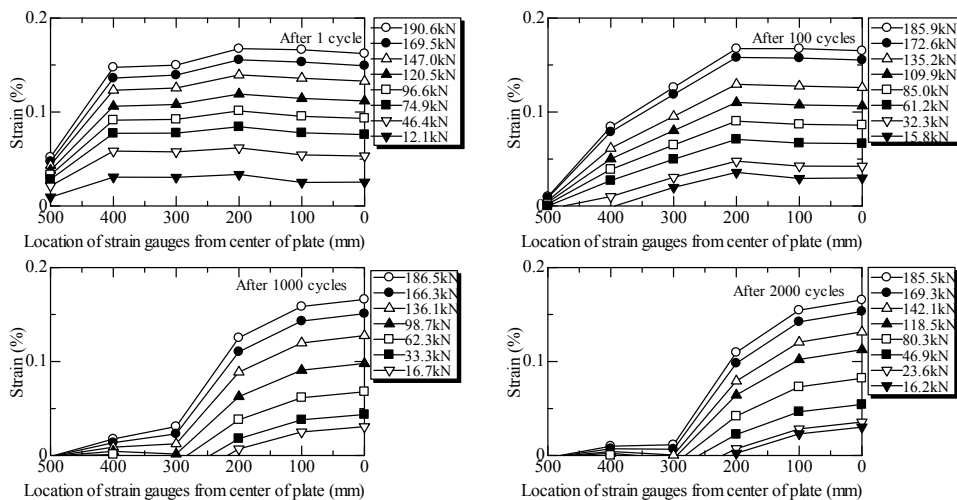 0.2
After 1 cycle
190.6kN
169.5kN
147.0kN
120.5kN
96.6kN
74.9kN
46.4kN
12.1kN
0.1
Strain (%)
0
500 400 300 200 100 0
Location of strain gauges from center of plate (mm)
0.2
After 100 cycles
185.9kN
172.6kN
135.2kN
109.9kN
85.0kN
61.2kN
32.3kN
15.8kN
0.1
Strain (%)
0
500 400 300 200 100 0
Location of strain gauges from center of plate (mm)
0.2
After 1000 cycles
186.5kN
166.3kN
136.1kN
98.7kN
62.3kN
33.3kN
16.7kN
0.1
Strain (%)
0
500 400 300 200 100 0
Location of strain gauges from center of plate (mm)
0.2
After 2000 cycles
185.5kN
169.3kN
142.1kN
118.5kN
80.3kN
46.9kN
23.6kN
16.2kN
0.1
Strain (%)
0
500 400 300 200 100 0
Location of strain gauges from center of plate (mm)